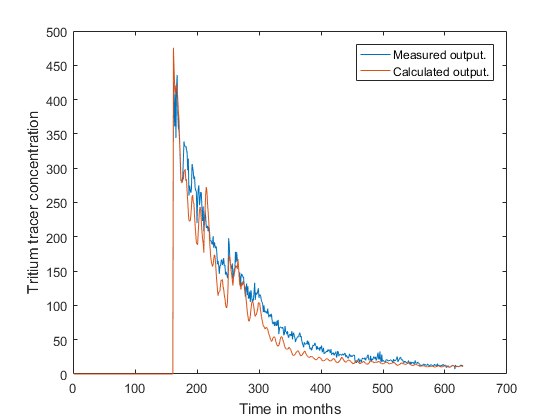 500
450
400
350
300
250
200
150
100
50
0
Tritium tracer concentration
Measured output.
Calculated output.
0 100 200 300 400 500 600 700
Time in months